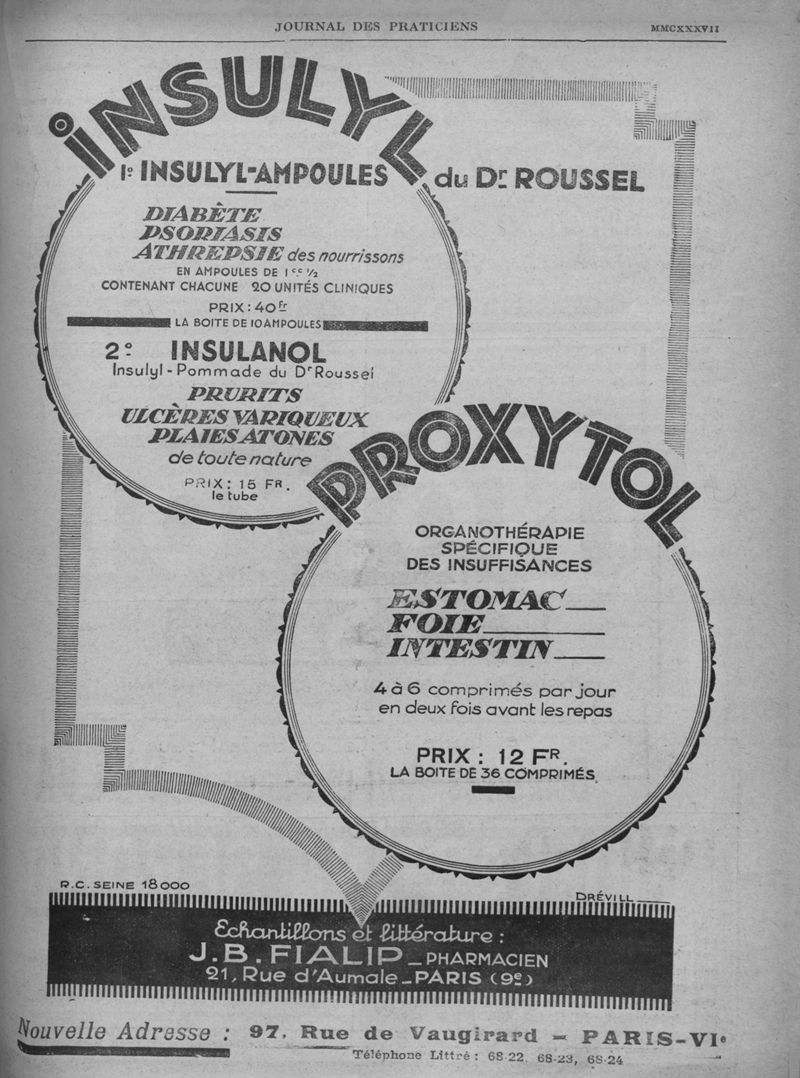 JOURNAL DES PRATICIENS
MMCXXXVII
INSULYL
1º INSULYL-AMPOULES du Dr ROUSSEL
DIABÈTE
PSORIASIS
ATHREPSIE des nourrissons
EN AMPOULES DE 1 c.c. 1/2
CONTENANT CHACUNE 20 UNITÉS CLINIQUES
PRIX : 40 Fr
LA BOITE DE 10 AMPOULES
2º INSULANOL
Insulyl - Pommade du Dr Roussel
PRURITS
ULCÈRES VARIQUEUX
PLAIES ATONES
de toute nature
PRIX : 15 FR.
le tube
PROXYTOL
ORGANOTHÉRAPIE
SPÉCIFIQUE
DES INSUFFISANCES
ESTOMAC
FOIE
INTESTIN
4 à 6 comprimés par jour
en deux fois avant les repas
PRIX : 12 FR.
LA BOITE DE 36 COMPRIMÉS
R.C. SEINE 18000
DRÉVILL
Echantillons et littérature :
J.B. FIALIP _ PHARMACIEN
21, Rue d'Aumale _ PARIS (9e)
Nouvelle Adresse : 97, Rue de Vaugirard - PARIS-VIe
Téléphone Littré : 68-22, 68-23, 68-24